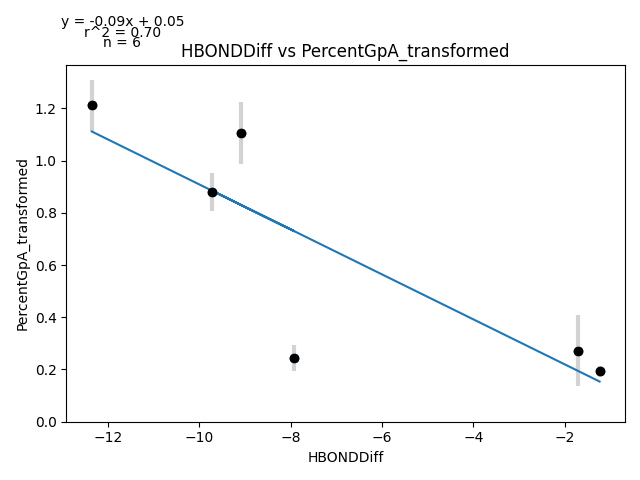 y = -0.09x + 0.05
r^2 = 0.70
n = 6
HBONDDiff vs PercentGpA_transformed
PercentGpA_transformed
1.2
1.0
0.8
0.6
0.4
0.2
0.0
−12
−10
−8
−6
−4
−2
HBONDDiff